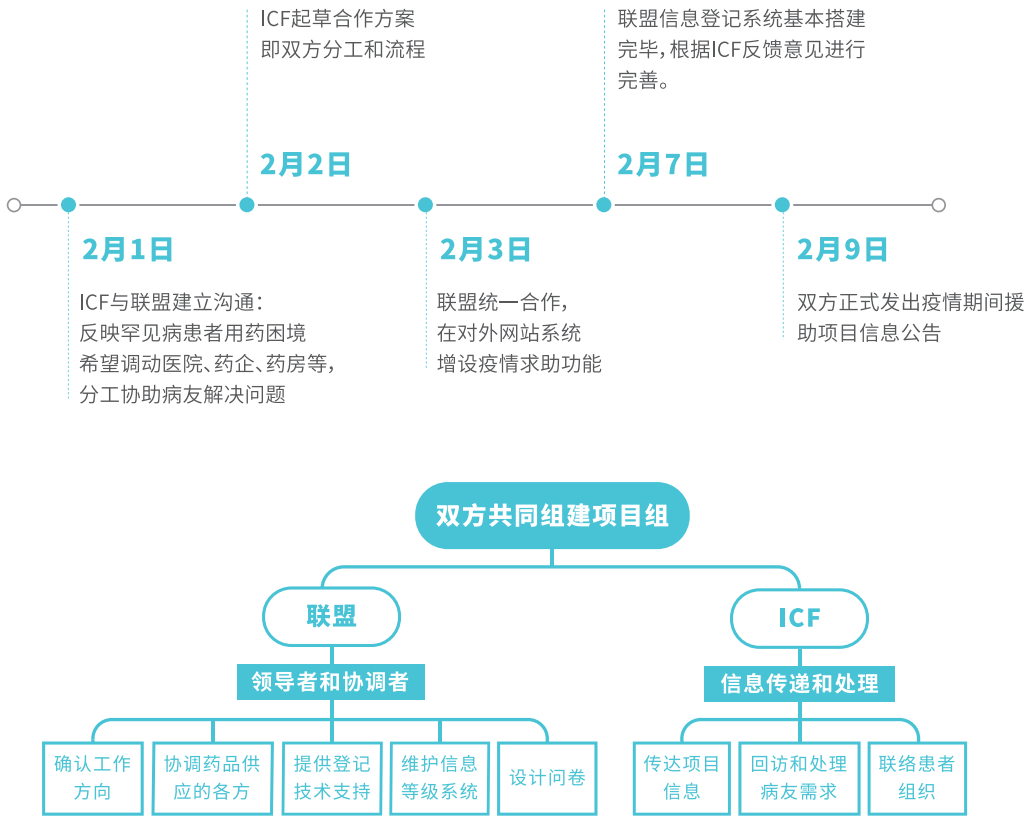 ICF起草合作方案
即双方分工和流程
联盟信息登记系统基本搭建
完毕，根据ICF反馈意见进行
完善。
2月2日
2月7日
2月1日
2月3日
2月9日
ICF与联盟建立沟通：
反映罕见病患者用药困境
希望调动医院、药企、药房等，
分工协助病友解决问题
联盟统一合作，
在对外网站系统
增设疫情求助功能
双方正式发出疫情期间援
助项目信息公告
双方共同组建项目组
联盟
ICF
领导者和协调者
信息传递和处理
确认工作
方向
协调药品供
应的各方
提供登记
技术支持
维护信息
等级系统
设计问卷
传达项目
信息
回访和处理
病友需求
联络患者
组织